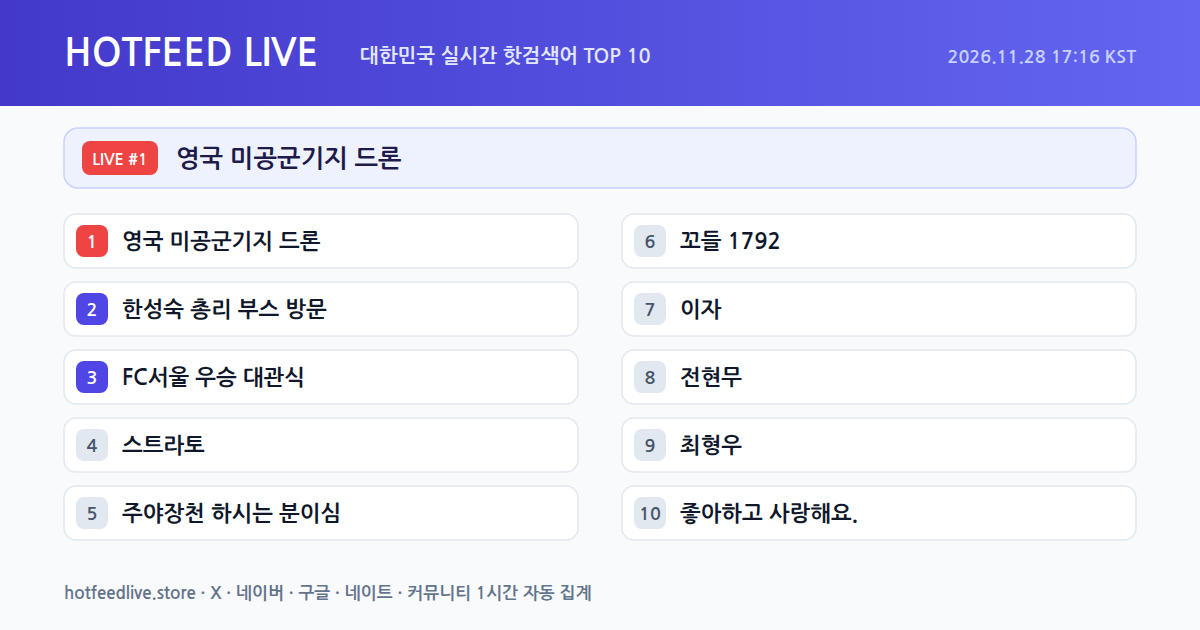 HOTFEED LIVE
대한민국 실시간 핫검색어 TOP 10
2026.11.28 17:16 KST
LIVE #1 영국 미공군기지 드론
1 영국 미공군기지 드론
2 한성숙 총리 부스 방문
3 FC서울 우승 대관식
4 스트라토
5 주야장천 하시는 분이심
6 꼬들 1792
7 이자
8 전현무
9 최형우
10 좋아하고 사랑해요.
hotfeedlive.store · X · 네이버 · 구글 · 네이트 · 커뮤니티 1시간 자동 집계